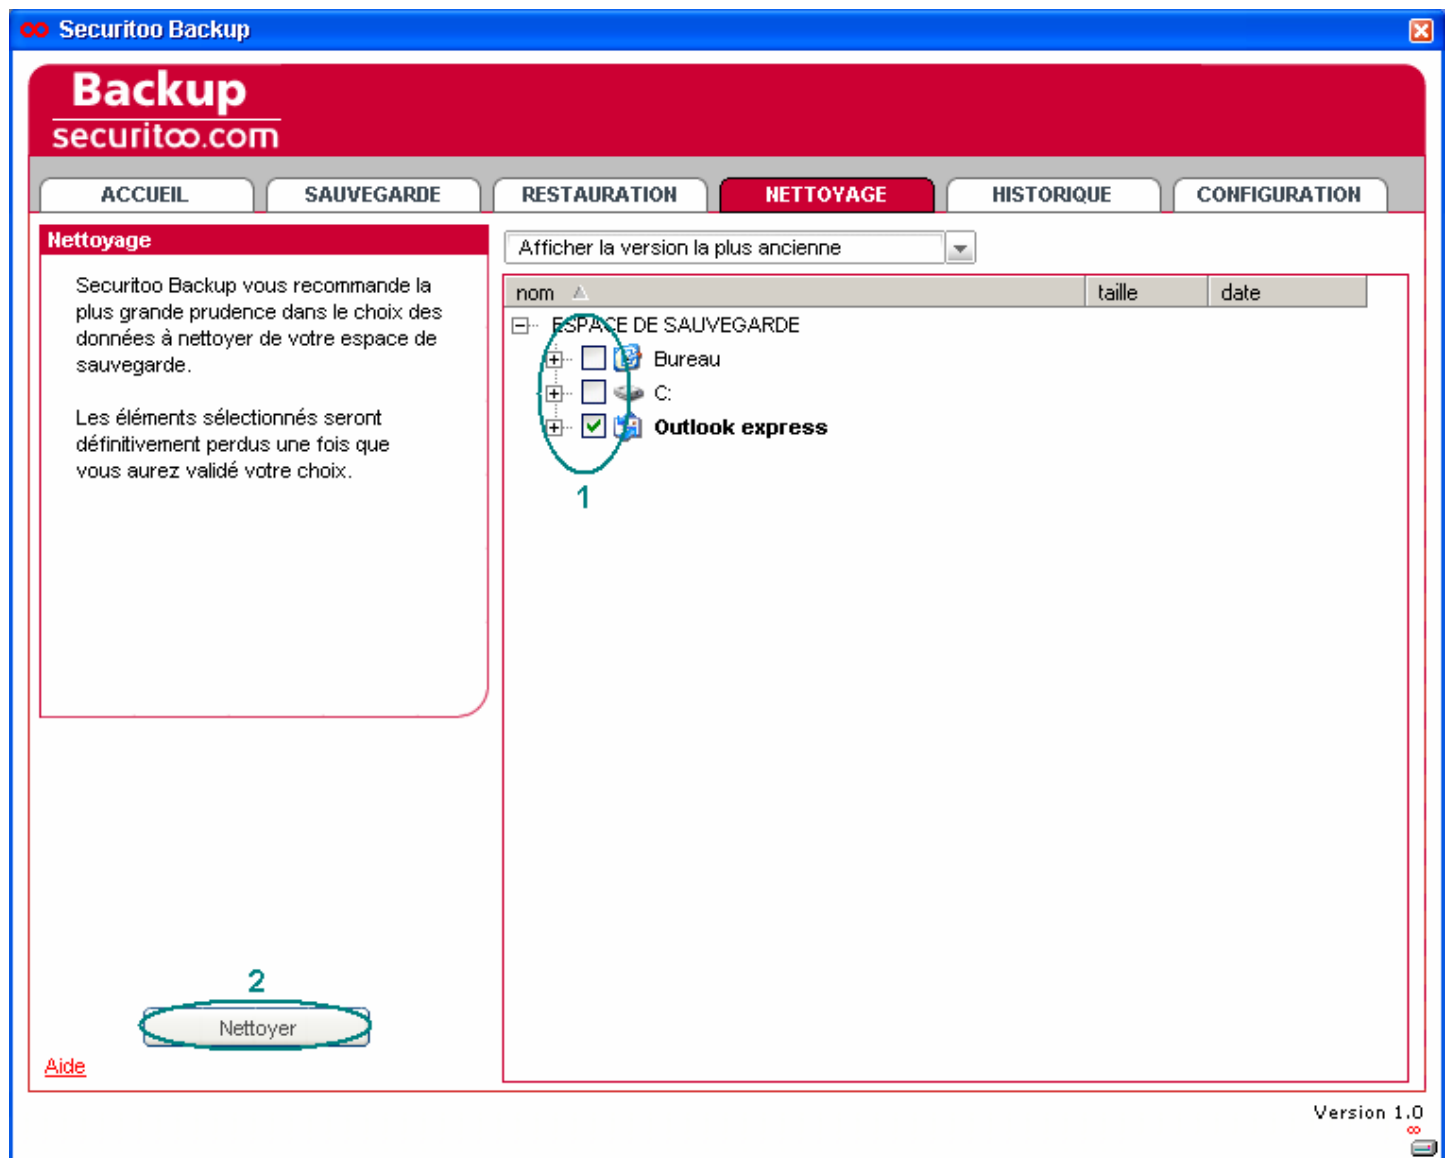 Securitoo Backup
Backup
securitoo.com
ACCUEIL
SAUVEGARDE
RESTAURATION
NETTOYAGE
HISTORIQUE
CONFIGURATION
Nettoyage
Securitoo Backup vous recommande la
plus grande prudence dans le choix des
données à nettoyer de votre espace de
sauvegarde.
Les éléments sélectionnés seront
définitivement perdus une fois que
vous aurez validé votre choix.
Afficher la version la plus ancienne
nom
taille
date
ESPACE DE SAUVEGARDE
Bureau
C:
Outlook express
1
2
Nettoyer
Aide
Version 1.0